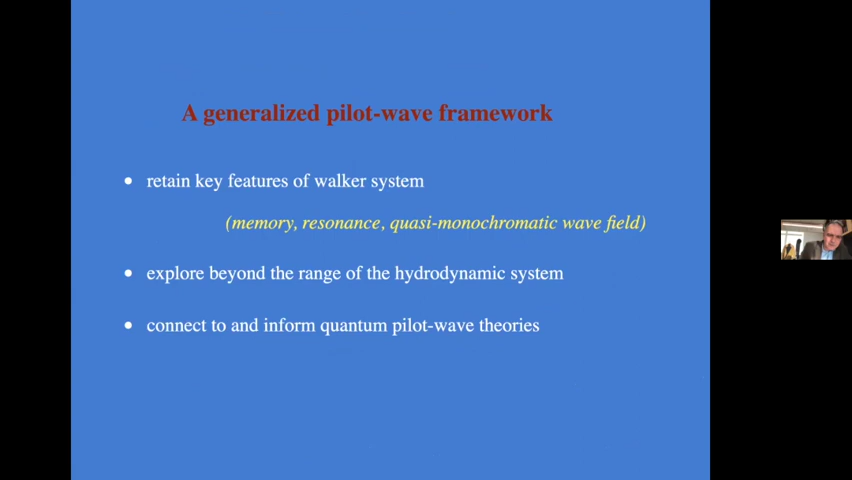 A generalized pilot-wave framework
• retain key features of walker system
(memory, resonance, quasi-monochromatic wave field)
• explore beyond the range of the hydrodynamic system
• connect to and inform quantum pilot-wave theories